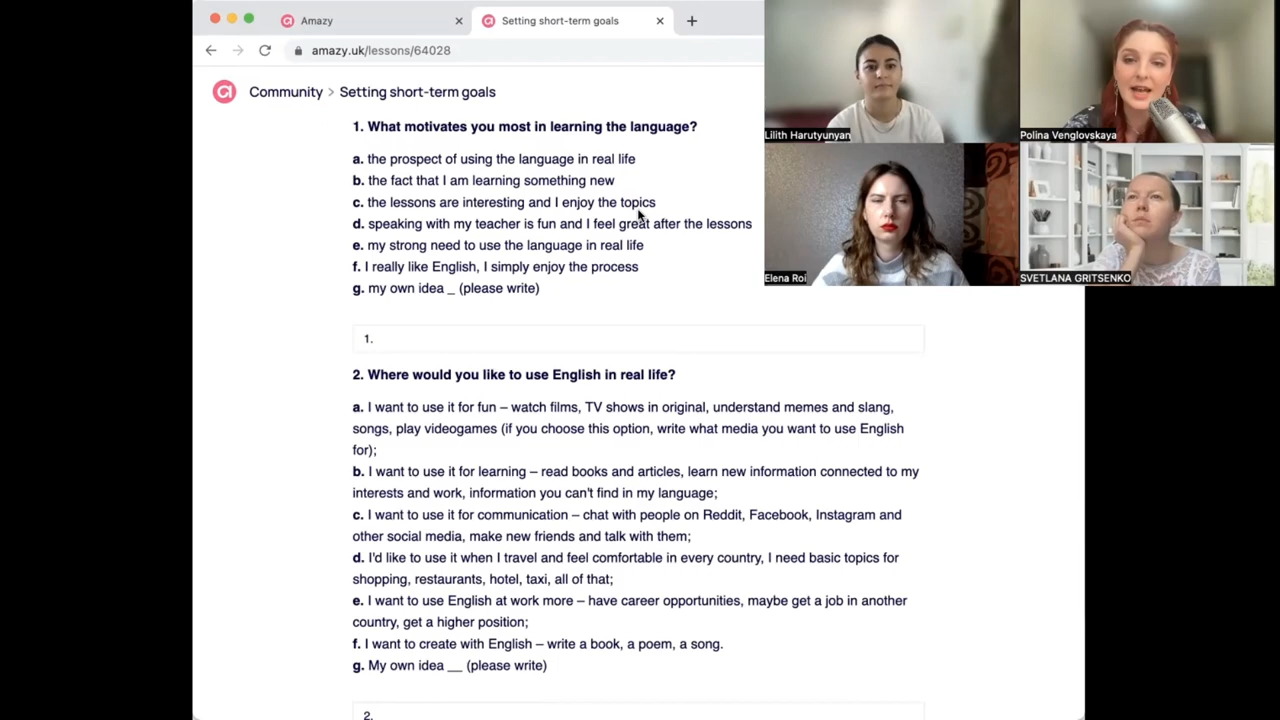 Amazy
Setting short-term goals
amazy.uk/lessons/64028
Community > Setting short-term goals
1. What motivates you most in learning the language?
a. the prospect of using the language in real life
b. the fact that I am learning something new
c. the lessons are interesting and I enjoy the topics
d. speaking with my teacher is fun and I feel great after the lessons
e. my strong need to use the language in real life
f. I really like English, I simply enjoy the process
g. my own idea _ (please write)
1.
2. Where would you like to use English in real life?
a. I want to use it for fun – watch films, TV shows in original, understand memes and slang,
songs, play videogames (if you choose this option, write what media you want to use English
for);
b. I want to use it for learning – read books and articles, learn new information connected to my
interests and work, information you can't find in my language;
c. I want to use it for communication – chat with people on Reddit, Facebook, Instagram and
other social media, make new friends and talk with them;
d. I'd like to use it when I travel and feel comfortable in every country, I need basic topics for
shopping, restaurants, hotel, taxi, all of that;
e. I want to use English at work more – have career opportunities, maybe get a job in another
country, get a higher position;
f. I want to create with English – write a book, a poem, a song.
g. My own idea __ (please write)
2.
Lilith Harutyunyan
Polina Venglovskaya
Elena Roi
SVETLANA GRITSENKO